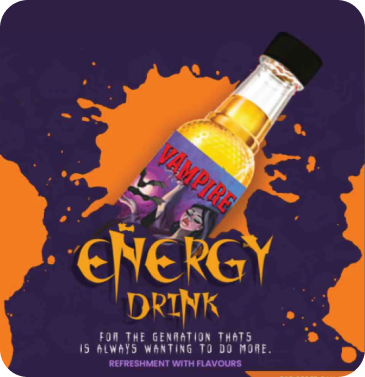 VAMPIRE
ENERGY
DRINK
FOR THE GENRATION THATS
IS ALWAYS WANTING TO DO MORE.
REFRESHMENT WITH FLAVOURS